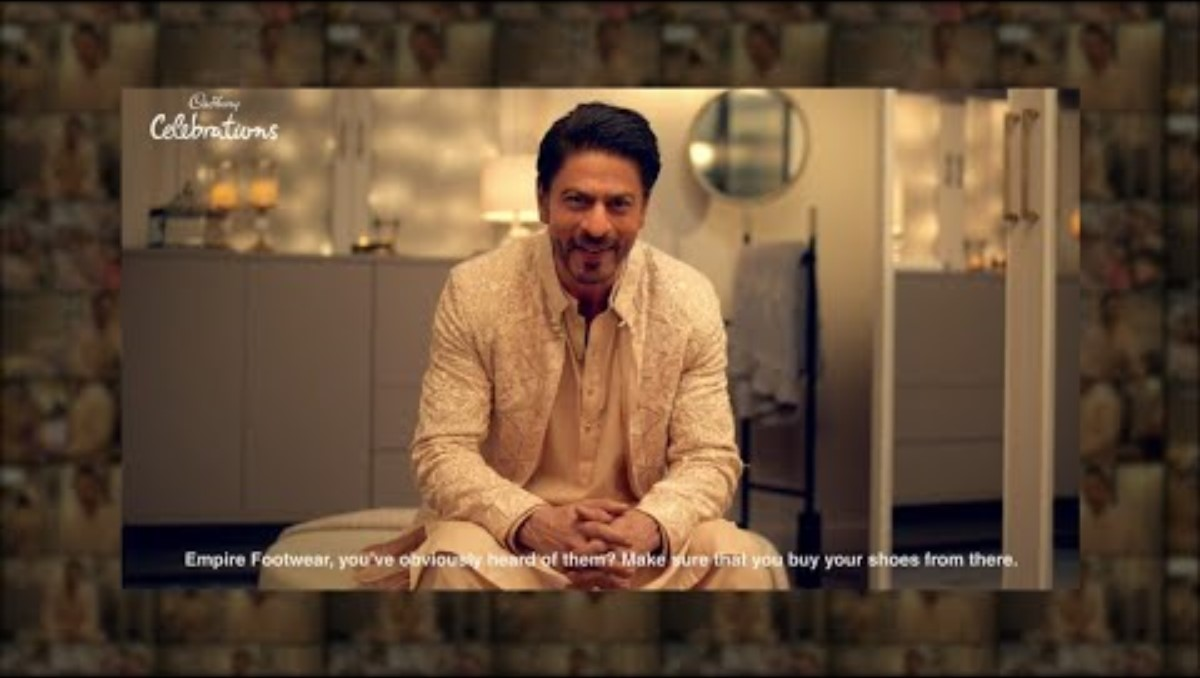 Cadbury
Celebrations
Empire Footwear, you've obviously heard of them? Make sure that you buy your shoes from there.